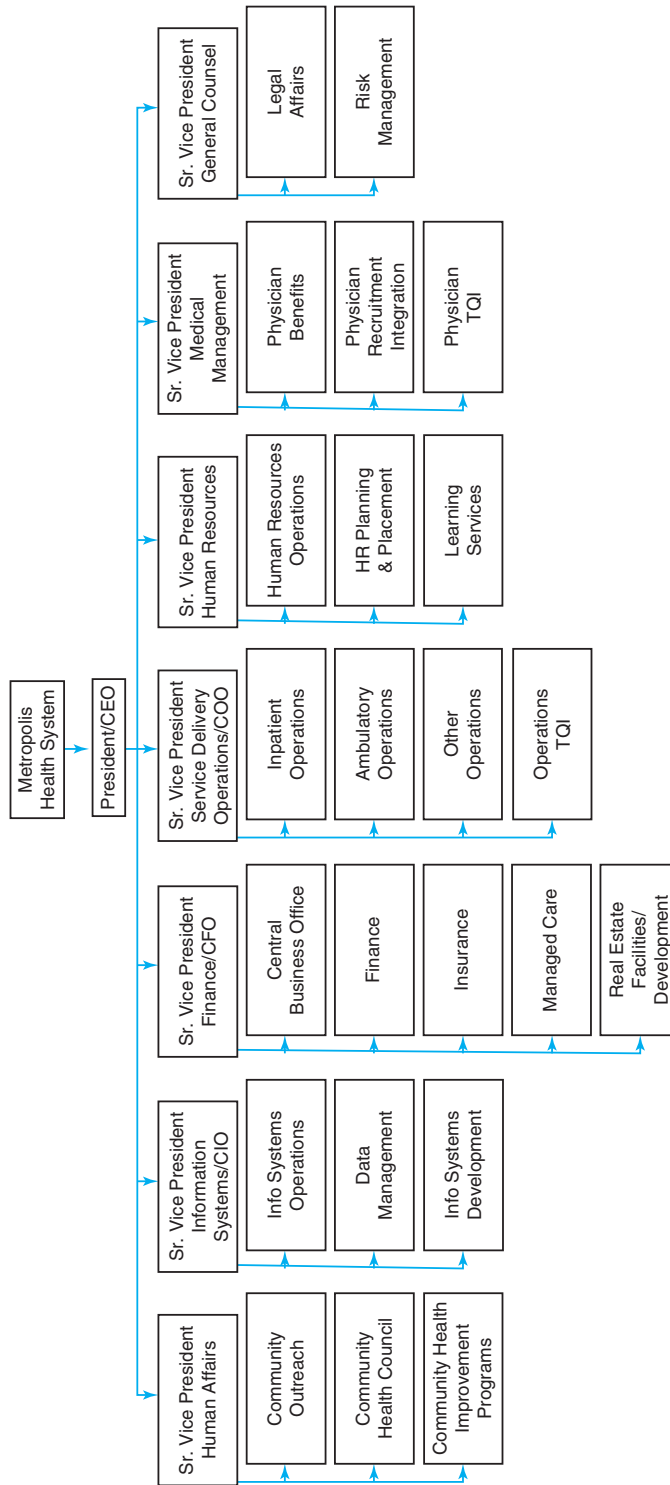 Metropolis
Health System
President/CEO
Sr. Vice President
Human Affairs
Community
Outreach
Community
Health Council
Community Health
Improvement
Programs
Sr. Vice President
Information
Systems/CIO
Info Systems
Operations
Data
Management
Info Systems
Development
Sr. Vice President
Finance/CFO
Central
Business Office
Finance
Insurance
Managed Care
Real Estate
Facilities/
Development
Sr. Vice President
Service Delivery
Operations/COO
Inpatient
Operations
Ambulatory
Operations
Other
Operations
Operations
TQI
Sr. Vice President
Human Resources
Human Resources
Operations
HR Planning
& Placement
Learning
Services
Sr. Vice President
Medical
Management
Physician
Benefits
Physician
Recruitment
Integration
Physician
TQI
Sr. Vice President
General Counsel
Legal
Affairs
Risk
Management